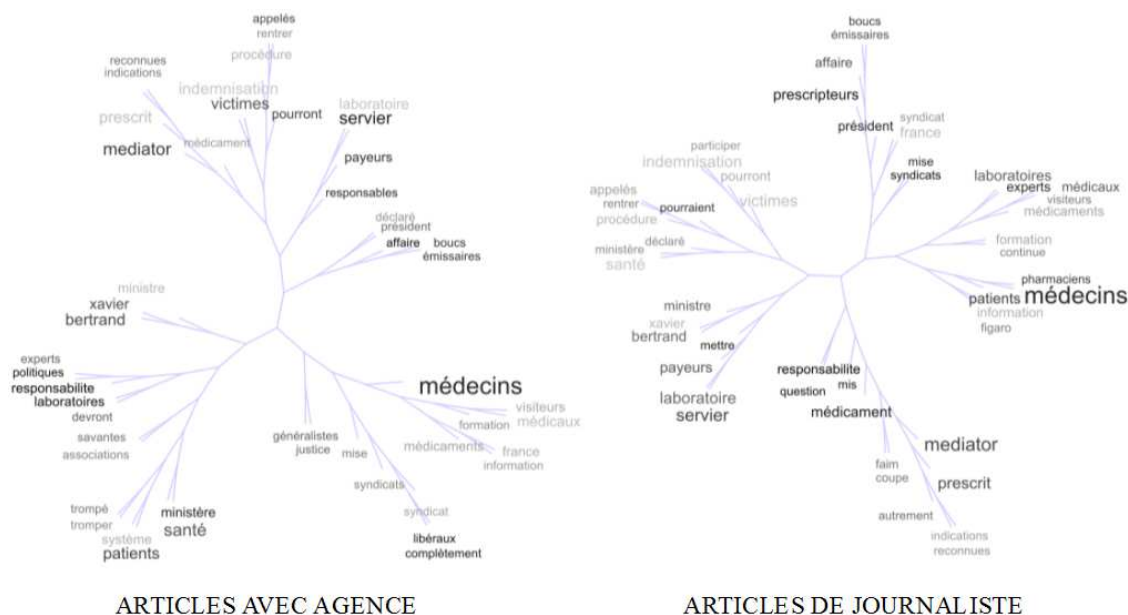 appelés
rentrer
procédure
reconnues
indications
indemnisation
victimes
pourront
laboratoire
servier
prescrit
mediator
médicament
payeurs
responsables
déclaré
président
affaire
boucs
émissaires
ministre
xavier
bertrand
experts
politiques
responsabilite
laboratoires
devront
savantes
associations
trompé
tromper
système
patients
ministère
santé
médecins
visiteurs
médicaux
formation
généralistes
justice
mise
médicaments
france
information
syndicats
syndicat
libéraux
complètement
ARTICLES AVEC AGENCE
boucs
émissaires
affaire
prescripteurs
président
syndicat
france
mise
syndicats
participer
indemnisation
pourront
victimes
appelés
rentrer
pourraient
procédure
ministère
déclaré
santé
laboratoires
experts
médicaux
visiteurs
médicaments
formation
continue
pharmaciens
patients
médecins
information
figaro
ministre
xavier
bertrand
mettre
payeurs
laboratoire
servier
responsabilite
question
mis
médicament
mediator
faim
coupe
prescrit
autrement
indications
reconnues
ARTICLES DE JOURNALISTE